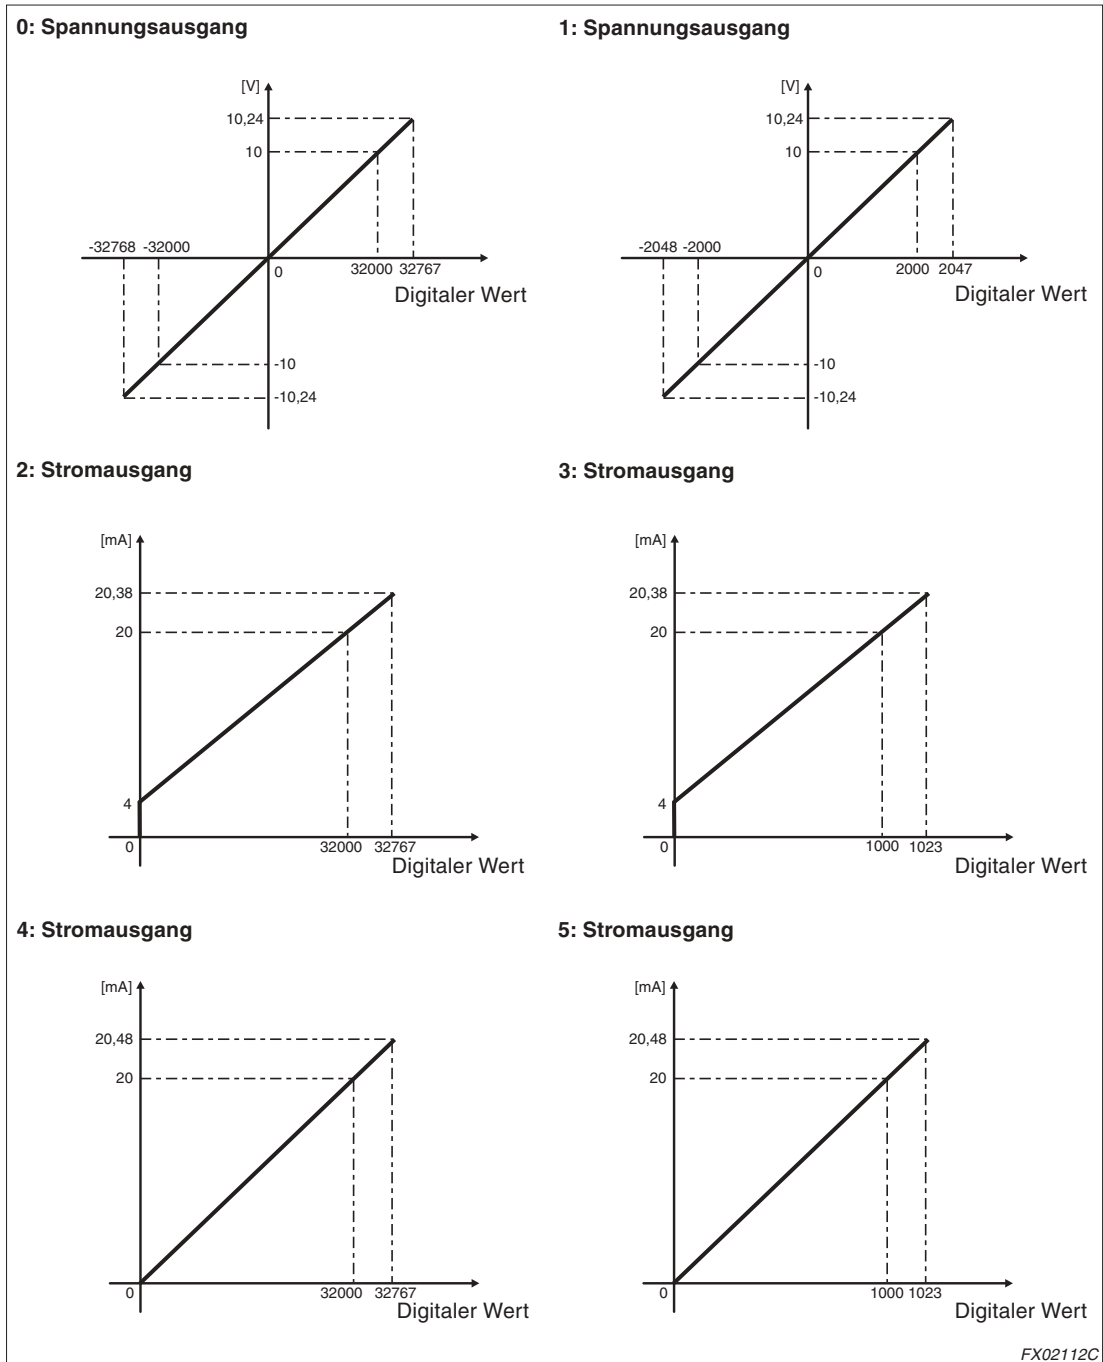 0: Spannungsausgang
[V]
10,24
10
-32768 -32000
0
32000 32767
Digitaler Wert
-10
-10,24
1: Spannungsausgang
[V]
10,24
10
-2048 -2000
0
2000 2047
Digitaler Wert
-10
-10,24
2: Stromausgang
[mA]
20,38
20
4
0
32000 32767
Digitaler Wert
3: Stromausgang
[mA]
20,38
20
4
0
1000 1023
Digitaler Wert
4: Stromausgang
[mA]
20,48
20
0
32000 32767
Digitaler Wert
5: Stromausgang
[mA]
20,48
20
0
1000 1023
Digitaler Wert
FX02112C